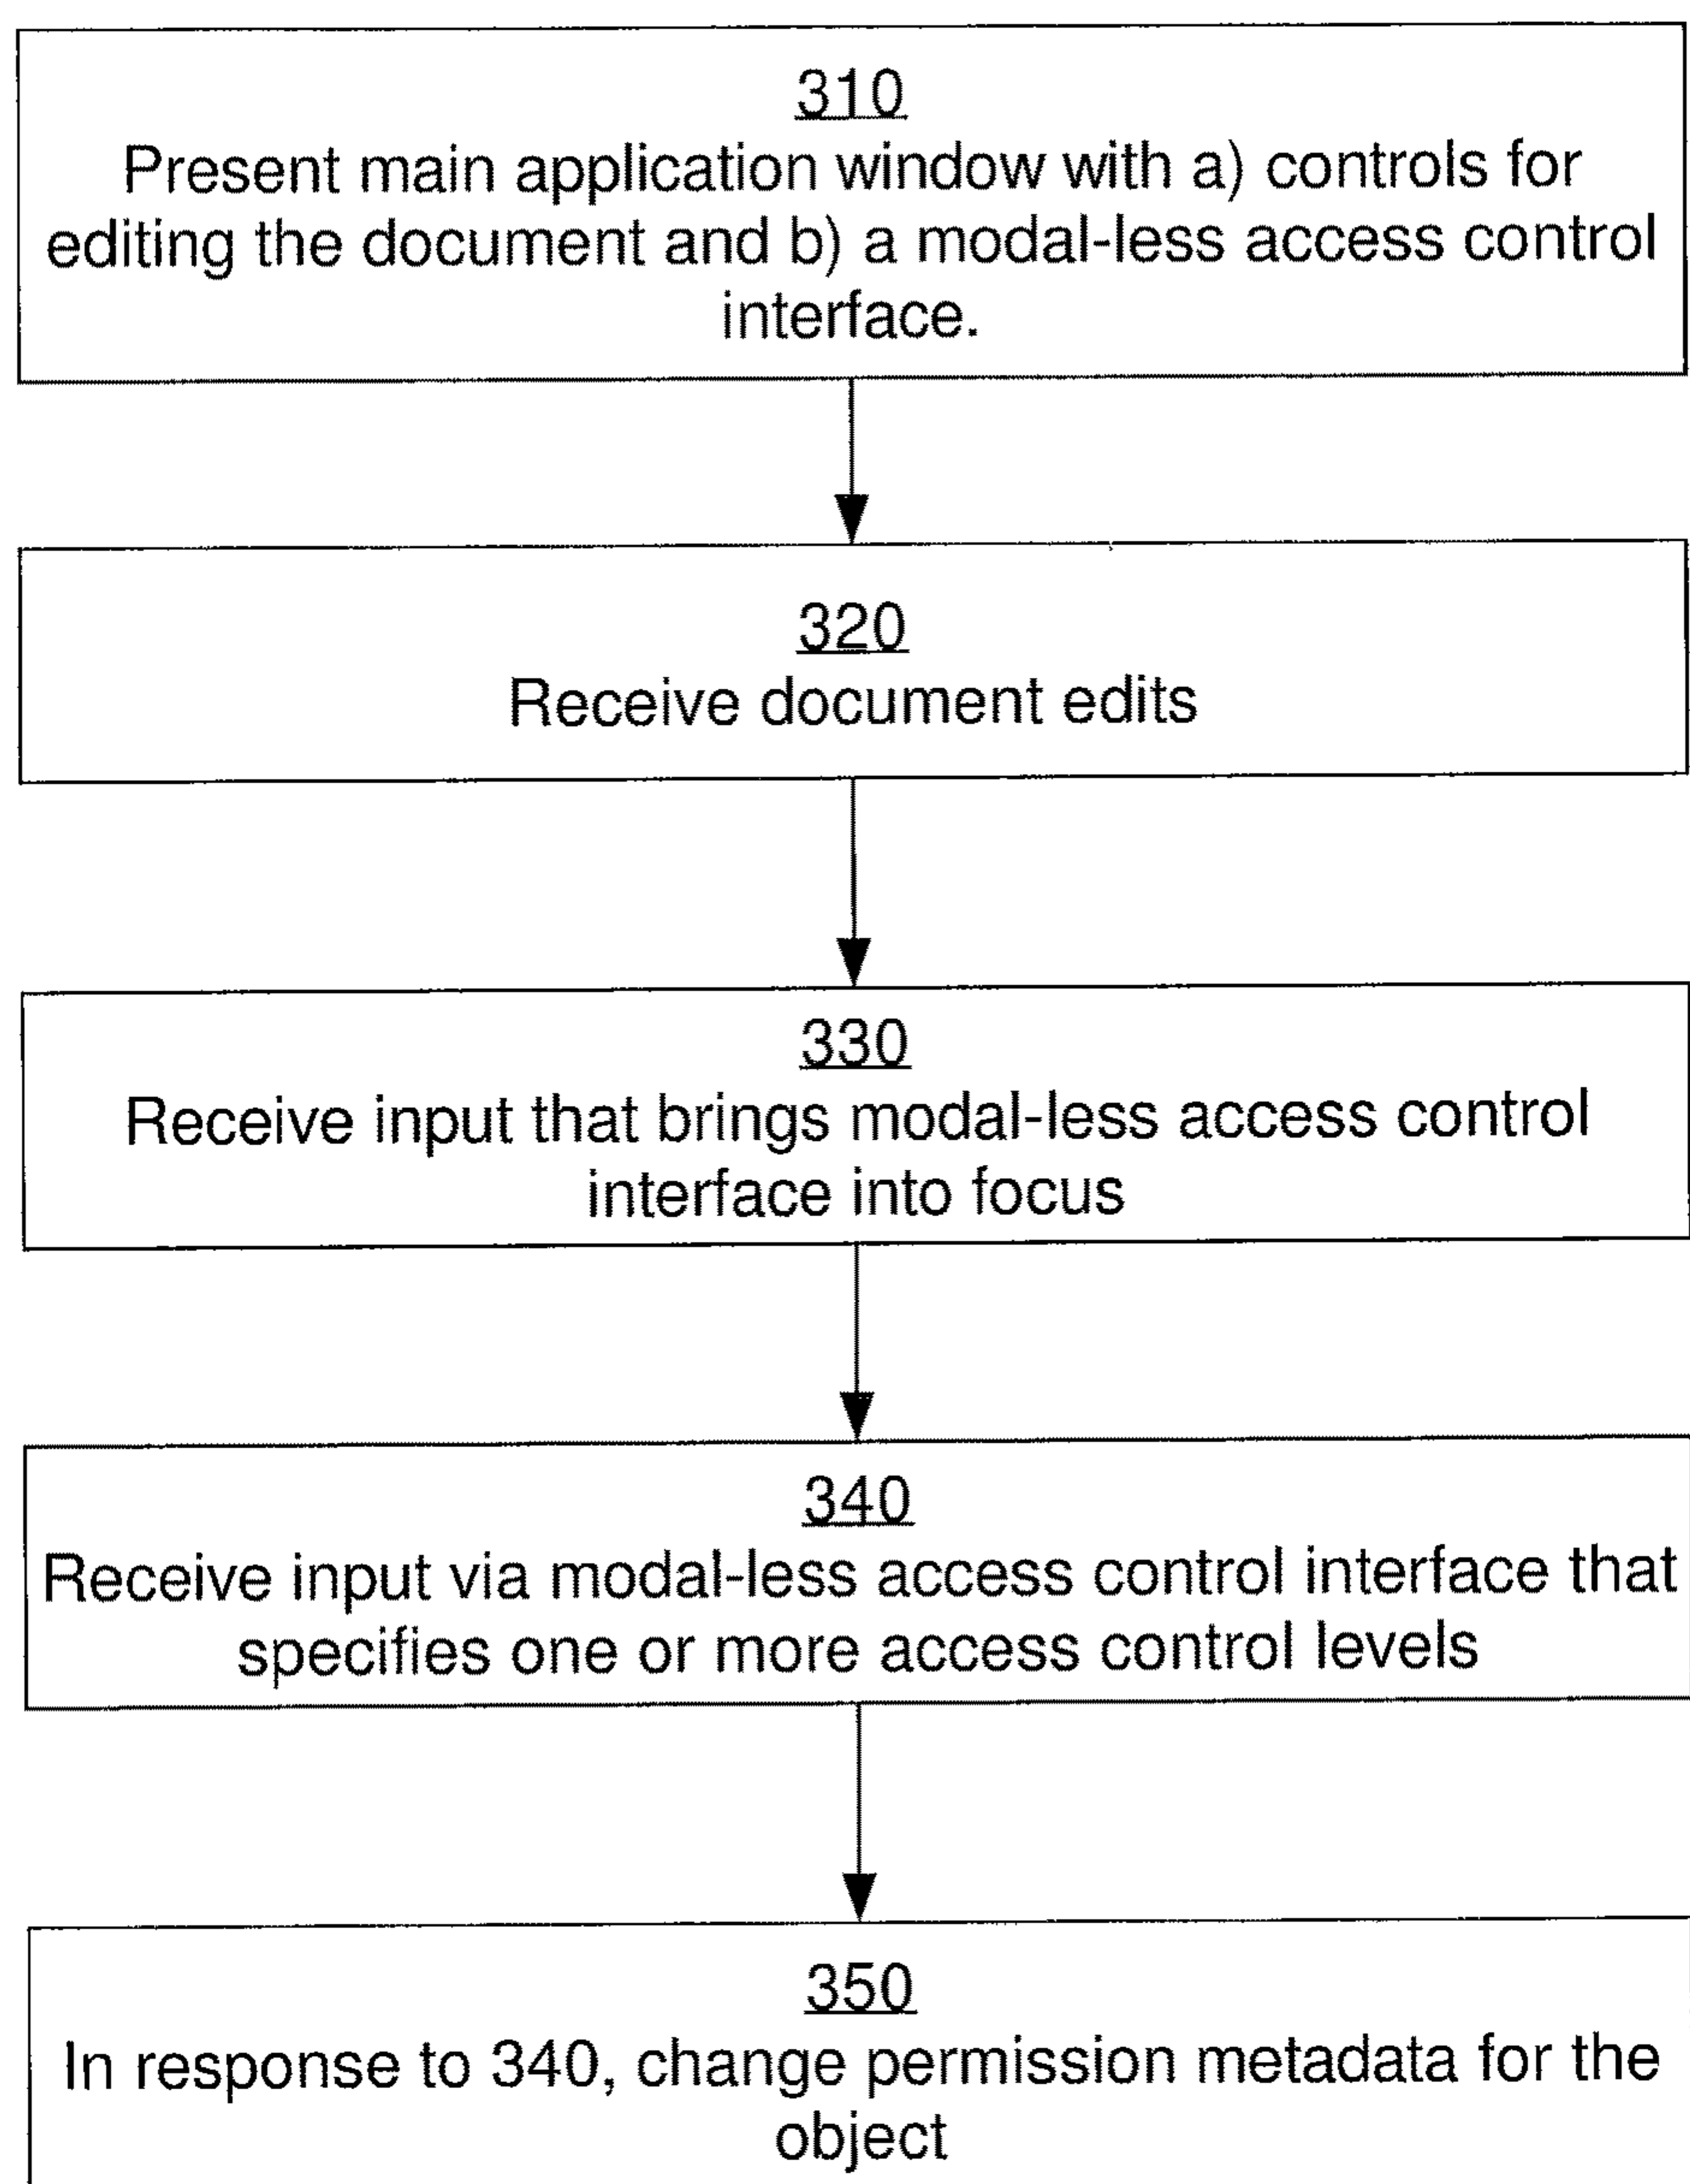 310
Present main application window with a) controls for
editing the document and b) a modal-less access control
interface.
320
Receive document edits
330
Receive input that brings modal-less access control
interface into focus
340
Receive input via modal-less access control interface that
specifies one or more access control levels
350
In response to 340, change permission metadata for the
object